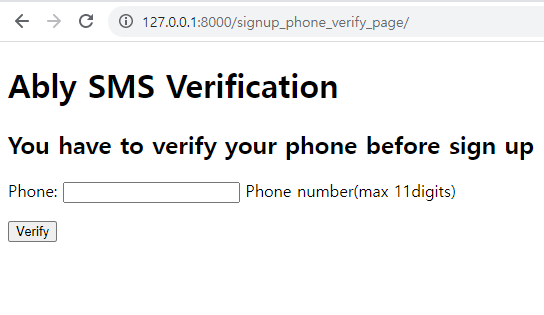 127.0.0.1:8000/signup_phone_verify_page/
Ably SMS Verification
You have to verify your phone before sign up
Phone: Phone number(max 11digits)
Verify